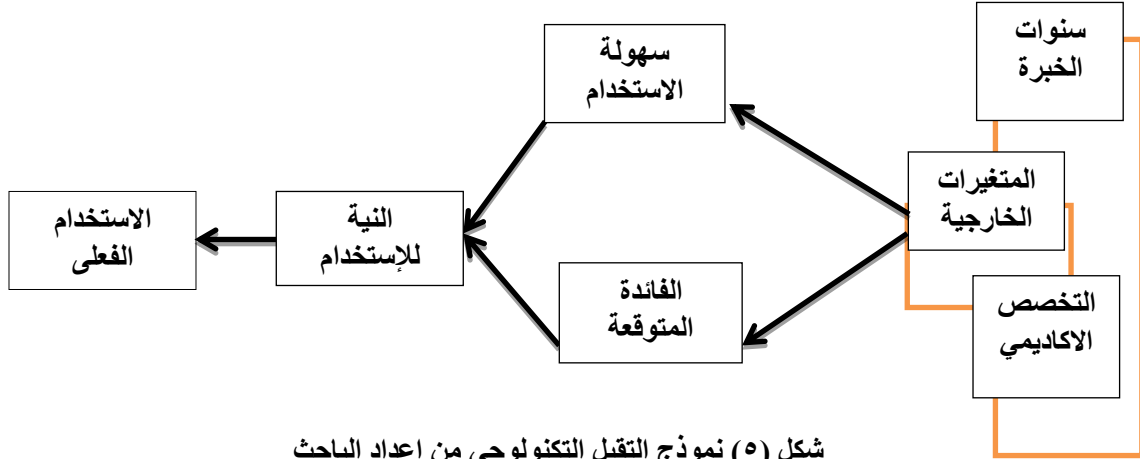 سنوات
الخبرة
سهولة
الاستخدام
المتغيرات
الخارجية
النية
للإستخدام
الاستخدام
الفعلى
الفائدة
المتوقعة
التخصص
الاكاديمي
شكل (٥) نموذج التقبل التكنولوجي من اعداد الباحث